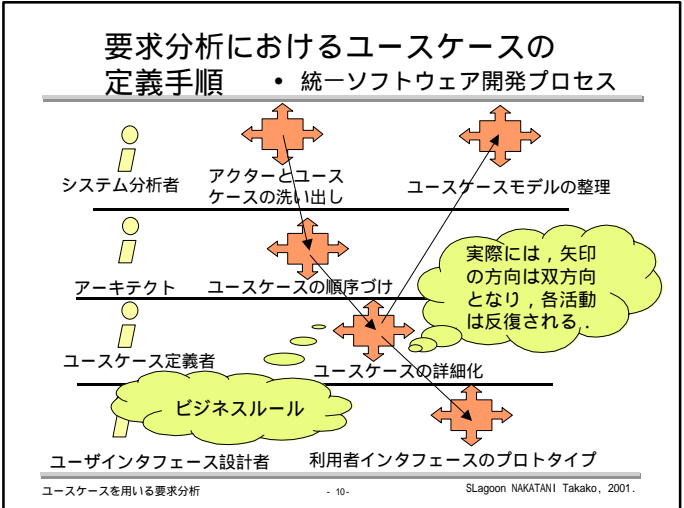 要求分析におけるユースケースの
定義手順 • 統一ソフトウェア開発プロセス
システム分析者
アクターとユース
ケースの洗い出し
ユースケースモデルの整理
アーキテクト
ユースケースの順序づけ
実際には，矢印
の方向は双方向
となり，各活動
は反復される．
ユースケース定義者
ユースケースの詳細化
ビジネスルール
ユーザインタフェース設計者
利用者インタフェースのプロトタイプ
ユースケースを用いる要求分析
- 10-
SLagoon NAKATANI Takako, 2001.